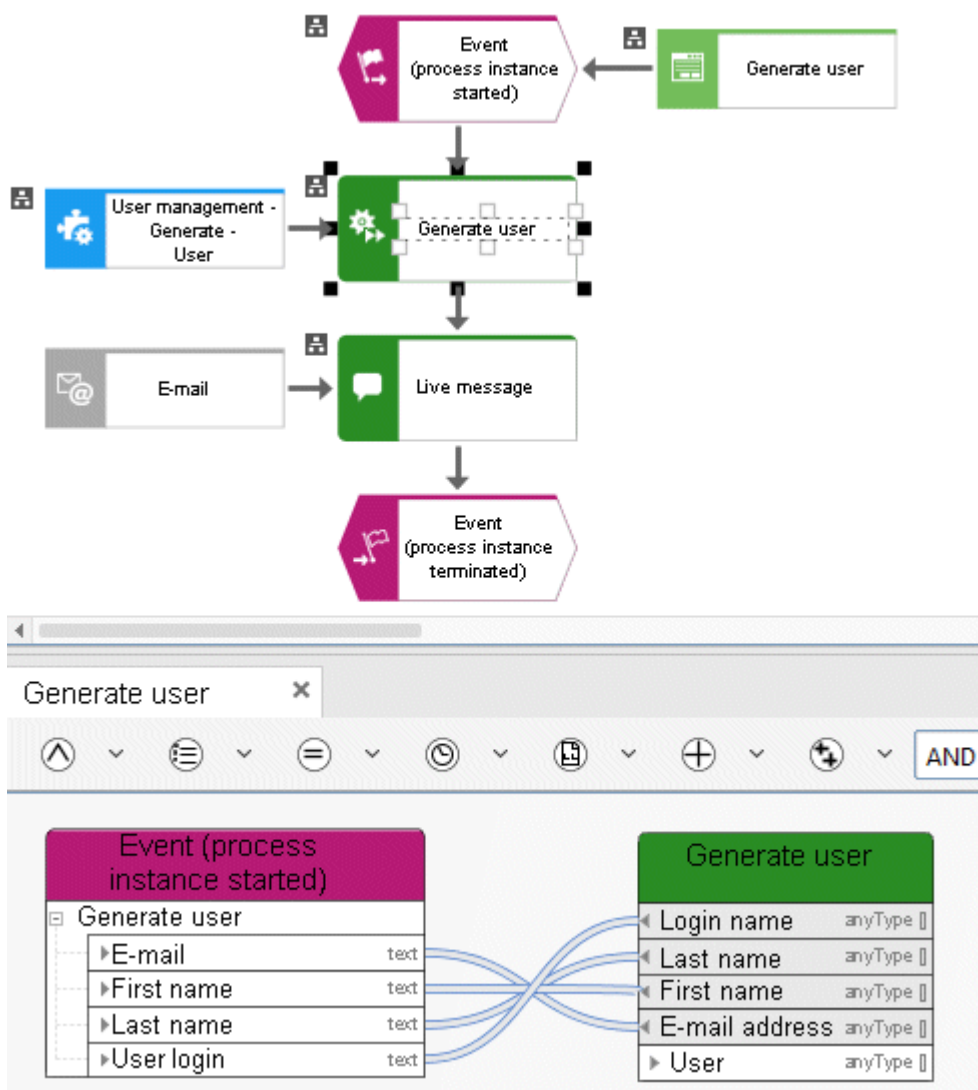 Event
(process instance
started)
Generate user
User management -
Generate -
User
Generate user
E-mail
Live message
Event
(process instance
terminated)
Generate user ×
AND
Event (process
instance started)
Generate user
E-mail text
First name text
Last name text
User login text
Generate user
Login name anyType []
Last name anyType []
First name anyType []
E-mail address anyType []
User anyType []